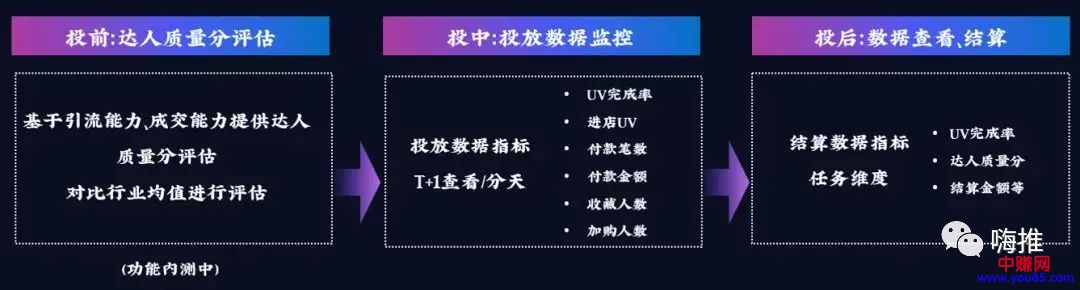 投前:达人质量分评估
基于引流能力、成交能力提供达人
质量分评估
对比行业均值进行评估
(功能内测中)
投中:投放数据监控
投放数据指标
T+1查看/分天
• UV完成率
• 进店UV
• 付款笔数
• 付款金额
• 收藏人数
• 加购人数
投后:数据查看、结算
结算数据指标
任务维度
• UV完成率
• 达人质量分
• 结算金额等
嗨推
中赚网
www.you85.com